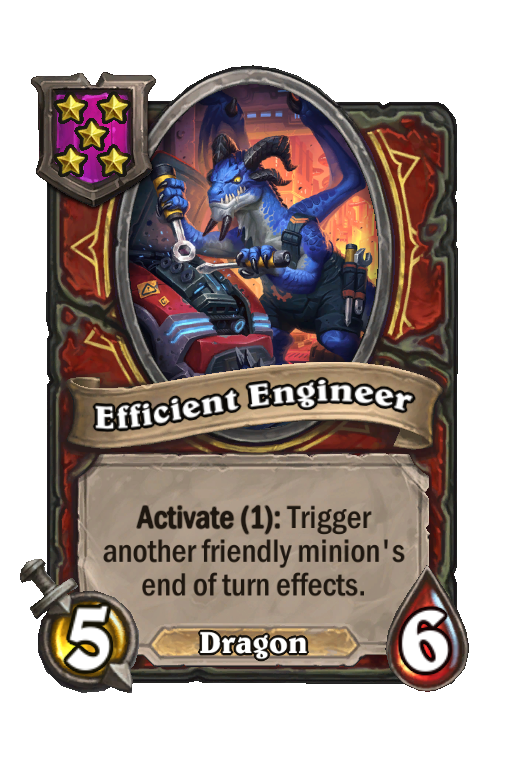 Efficient Engineer
Activate (1): Trigger
another friendly minion's
end of turn effects.
5
Dragon
6